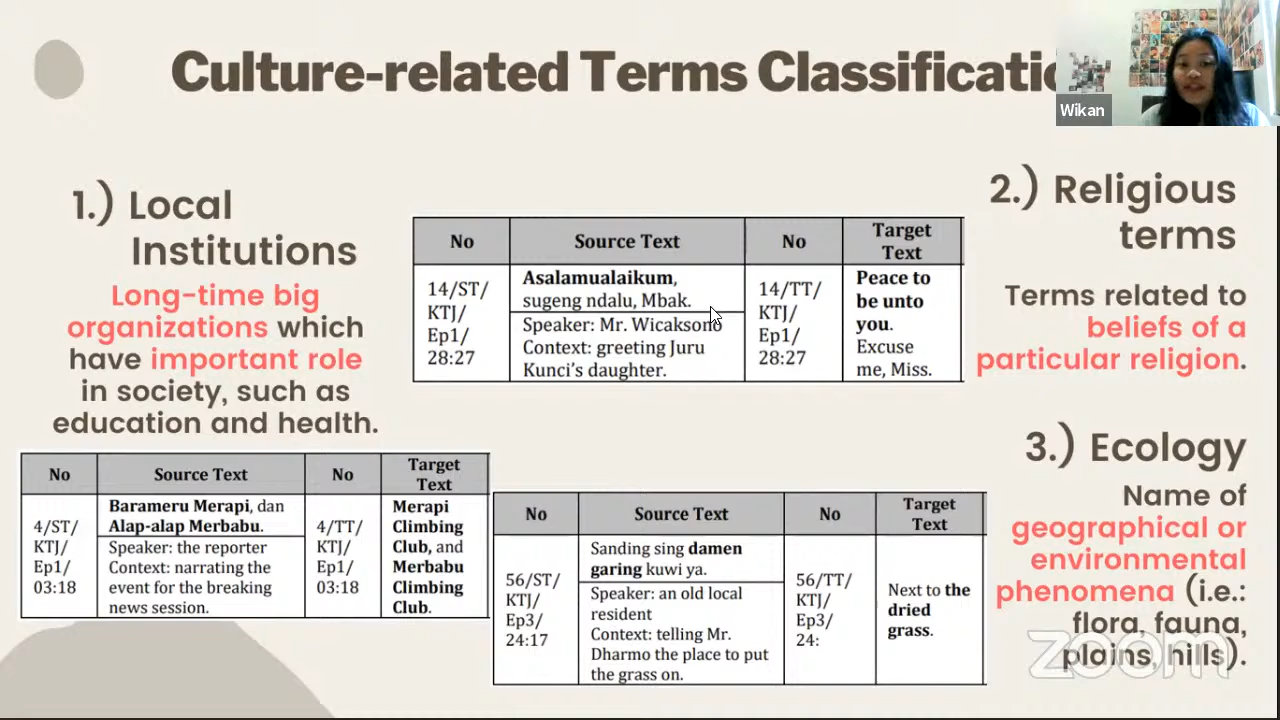 Culture-related Terms Classificatio
Wikan
1.) Local
Institutions
Long-time big
organizations which
have important role
in society, such as
education and health.
No
Source Text
No
Target
Text
14/ST/
KTJ/
Ep1/
28:27
Asalamualaikum,
sugeng ndalu, Mbak.
Speaker: Mr. Wicaksono
Context: greeting Juru
Kunci's daughter.
14/TT/
KTJ/
Ep1/
28:27
Peace to
be unto
you.
Excuse
me, Miss.
2.) Religious
terms
Terms related to
beliefs of a
particular religion.
No
Source Text
No
Target
Text
4/ST/
KTJ/
Ep1/
03:18
Barameru Merapi, dan
Alap-alap Merbabu.
Speaker: the reporter
Context: narrating the
event for the breaking
news session.
4/TT/
KTJ/
Ep1/
03:18
Merapi
Climbing
Club, and
Merbabu
Climbing
Club.
No
Source Text
No
Target
Text
56/ST/
KTJ/
Ep3/
24:17
Sanding sing damen
garing kuwi ya.
Speaker: an old local
resident
Context: telling Mr.
Dharmo the place to put
the grass on.
56/TT/
KTJ/
Ep3/
24:
Next to the
dried
grass.
3.) Ecology
Name of
geographical or
environmental
phenomena (i.e.:
flora, fauna,
plains, hills).
zoom